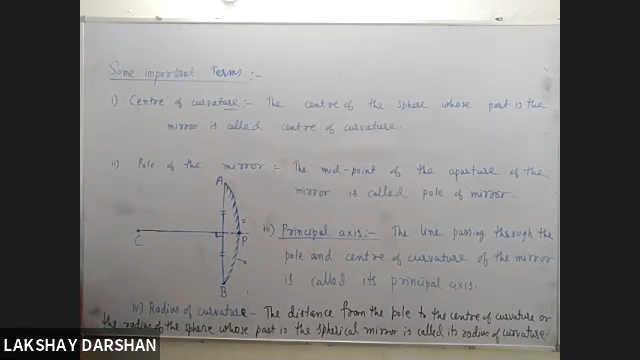 Some important Terms :-
i) Centre of curvature :- The centre of the sphere whose part is the
mirror is called centre of curvature.
ii) Pole of the mirror :- The mid-point of the aparture of the
mirror is called pole of mirror.
A
C
P
B
iii) Principal axis :- The line passing through the
pole and centre of curvature of the mirror
is called its principal axis.
iv) Radius of curvature - The distance from the pole to the centre of curvature or
the radius of the sphere whose part is the spherical mirror is called its radius of curvature.
LAKSHAY DARSHAN